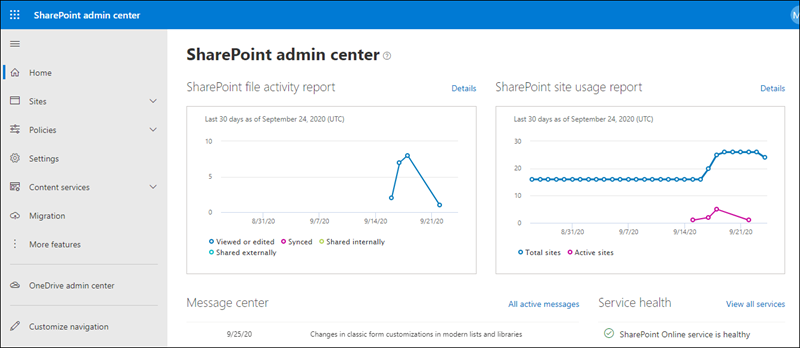 SharePoint admin center
M
Home
Sites
Policies
Settings
Content services
Migration
More features
OneDrive admin center
Customize navigation
SharePoint admin center ?
SharePoint file activity report
Details
Last 30 days as of September 24, 2020 (UTC)
10
5
0
8/31/20 9/7/20 9/14/20 9/21/20
Viewed or edited Synced Shared internally
Shared externally
SharePoint site usage report
Details
Last 30 days as of September 24, 2020 (UTC)
30
20
10
0
8/31/20 9/7/20 9/14/20 9/21/20
Total sites Active sites
Message center
All active messages
9/25/20 Changes in classic form customizations in modern lists and libraries
Service health
View all services
SharePoint Online service is healthy